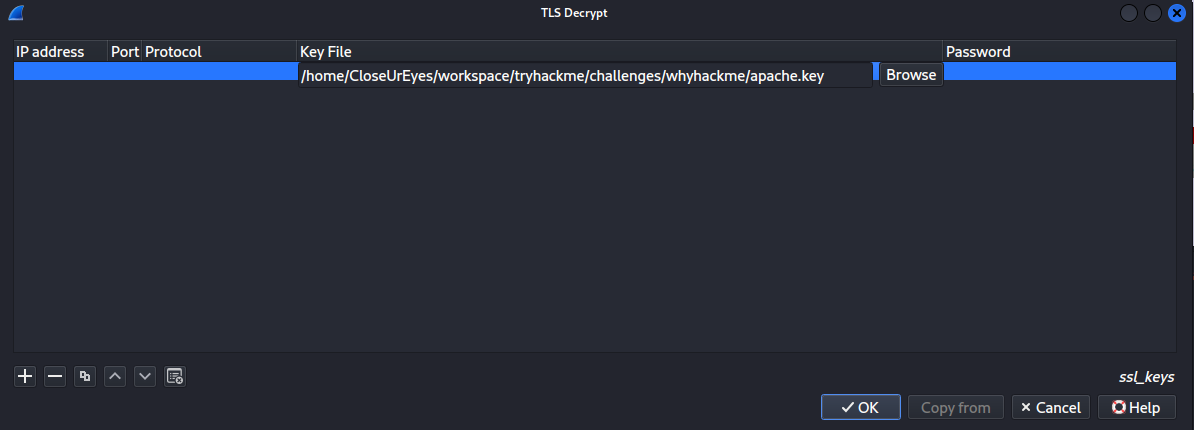 TLS Decrypt
IP address Port Protocol Key File Password
/home/CloseUrEyes/workspace/tryhackme/challenges/whyhackme/apache.key Browse
ssl_keys
OK Copy from Cancel Help